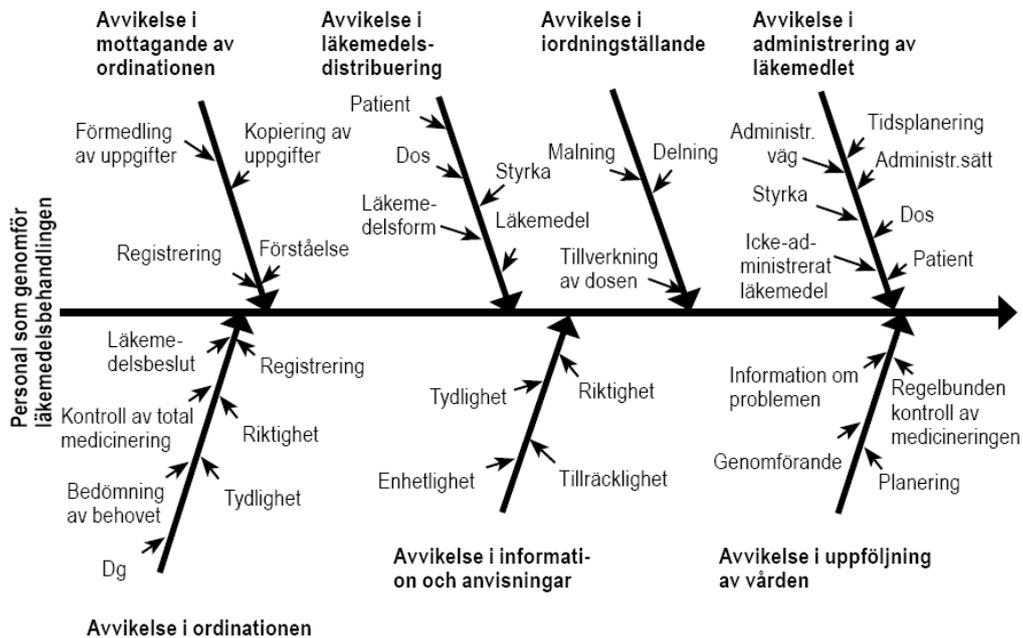 Avvikelse i
mottagande av
ordinationen
Avvikelse i
läkemedels-
distribuering
Avvikelse i
iordningställande
Avvikelse i
administrering av
läkemedlet
Förmedling
av uppgifter
Kopiering av
uppgifter
Registrering
Förståelse
Patient
Dos
Styrka
Läkeme-
delsform
Läkemedel
Malning
Delning
Tillverkning
av dosen
Administr.
väg
Tidsplanering
Administr.sätt
Styrka
Dos
Icke-ad-
ministrerat
läkemedel
Patient
Personal som genomför
läkemedelsbehandlingen
Läkeme-
delsbeslut
Registrering
Kontroll av total
medicinering
Riktighet
Bedömning
av behovet
Tydlighet
Dg
Avvikelse i ordinationen
Tydlighet
Riktighet
Enhetlighet
Tillräcklighet
Avvikelse i informati-
on och anvisningar
Information om
problemen
Regelbunden
kontroll av
medicineringen
Genomförande
Planering
Avvikelse i uppföljning
av vården